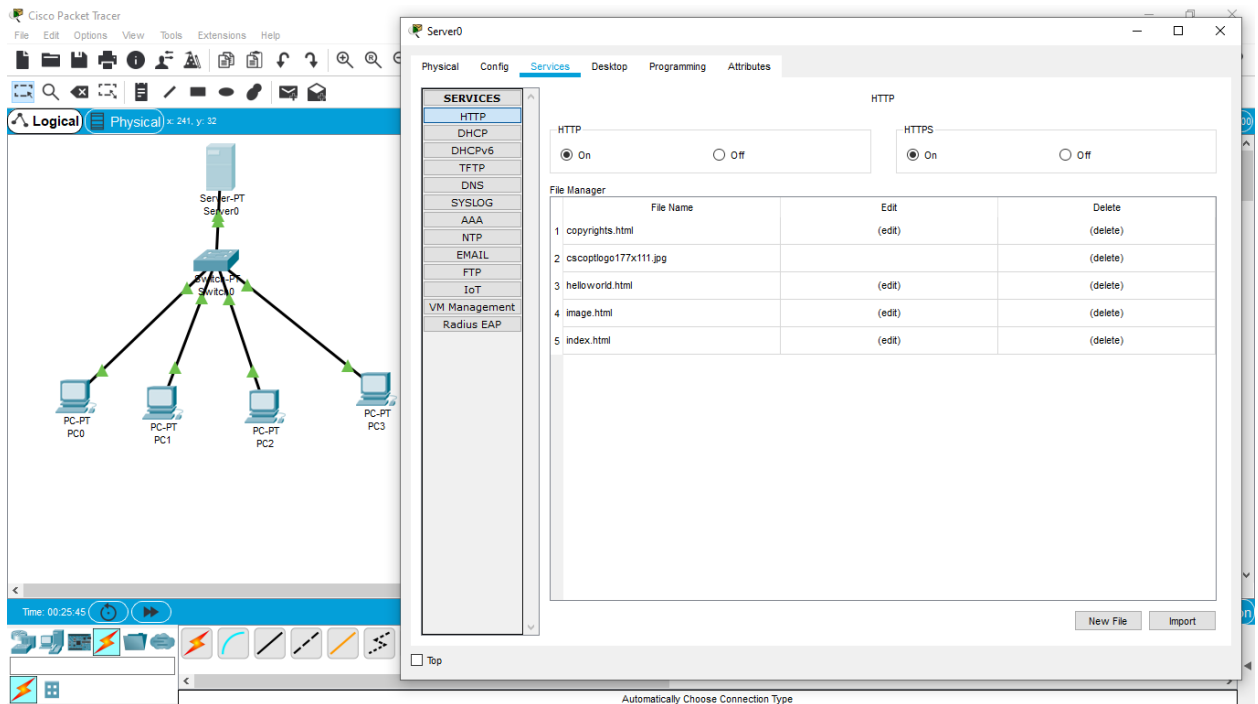 Cisco Packet Tracer
File Edit Options View Tools Extensions Help
Logical Physical x: 241, y: 32
Server-PT
Server0
Switch-PT
Switch0
PC-PT
PC0
PC-PT
PC1
PC-PT
PC2
PC-PT
PC3
Time: 00:25:45
Automatically Choose Connection Type
Server0
Physical Config Services Desktop Programming Attributes
SERVICES
HTTP
DHCP
DHCPv6
TFTP
DNS
SYSLOG
AAA
NTP
EMAIL
FTP
IoT
VM Management
Radius EAP
HTTP
HTTP HTTPS
On Off On Off
File Manager
File Name Edit Delete
1 copyrights.html (edit) (delete)
2 cscoptlogo177x111.jpg (delete)
3 helloworld.html (edit) (delete)
4 image.html (edit) (delete)
5 index.html (edit) (delete)
New File Import
Top